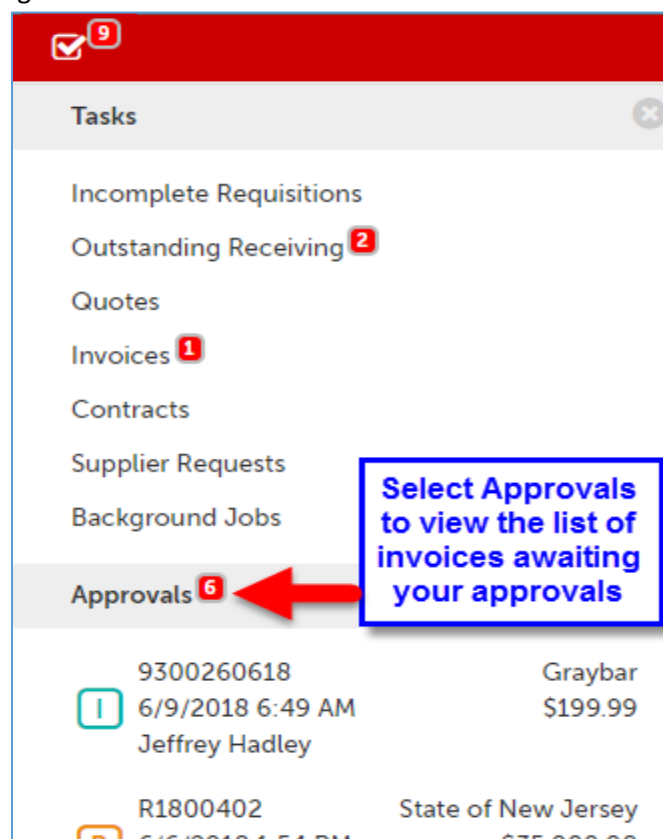 9
Tasks
Incomplete Requisitions
Outstanding Receiving 2
Quotes
Invoices 1
Contracts
Supplier Requests
Background Jobs
Select Approvals
to view the list of
invoices awaiting
your approvals
Approvals 6
9300260618 Graybar
I 6/9/2018 6:49 AM $199.99
Jeffrey Hadley
R1800402 State of New Jersey